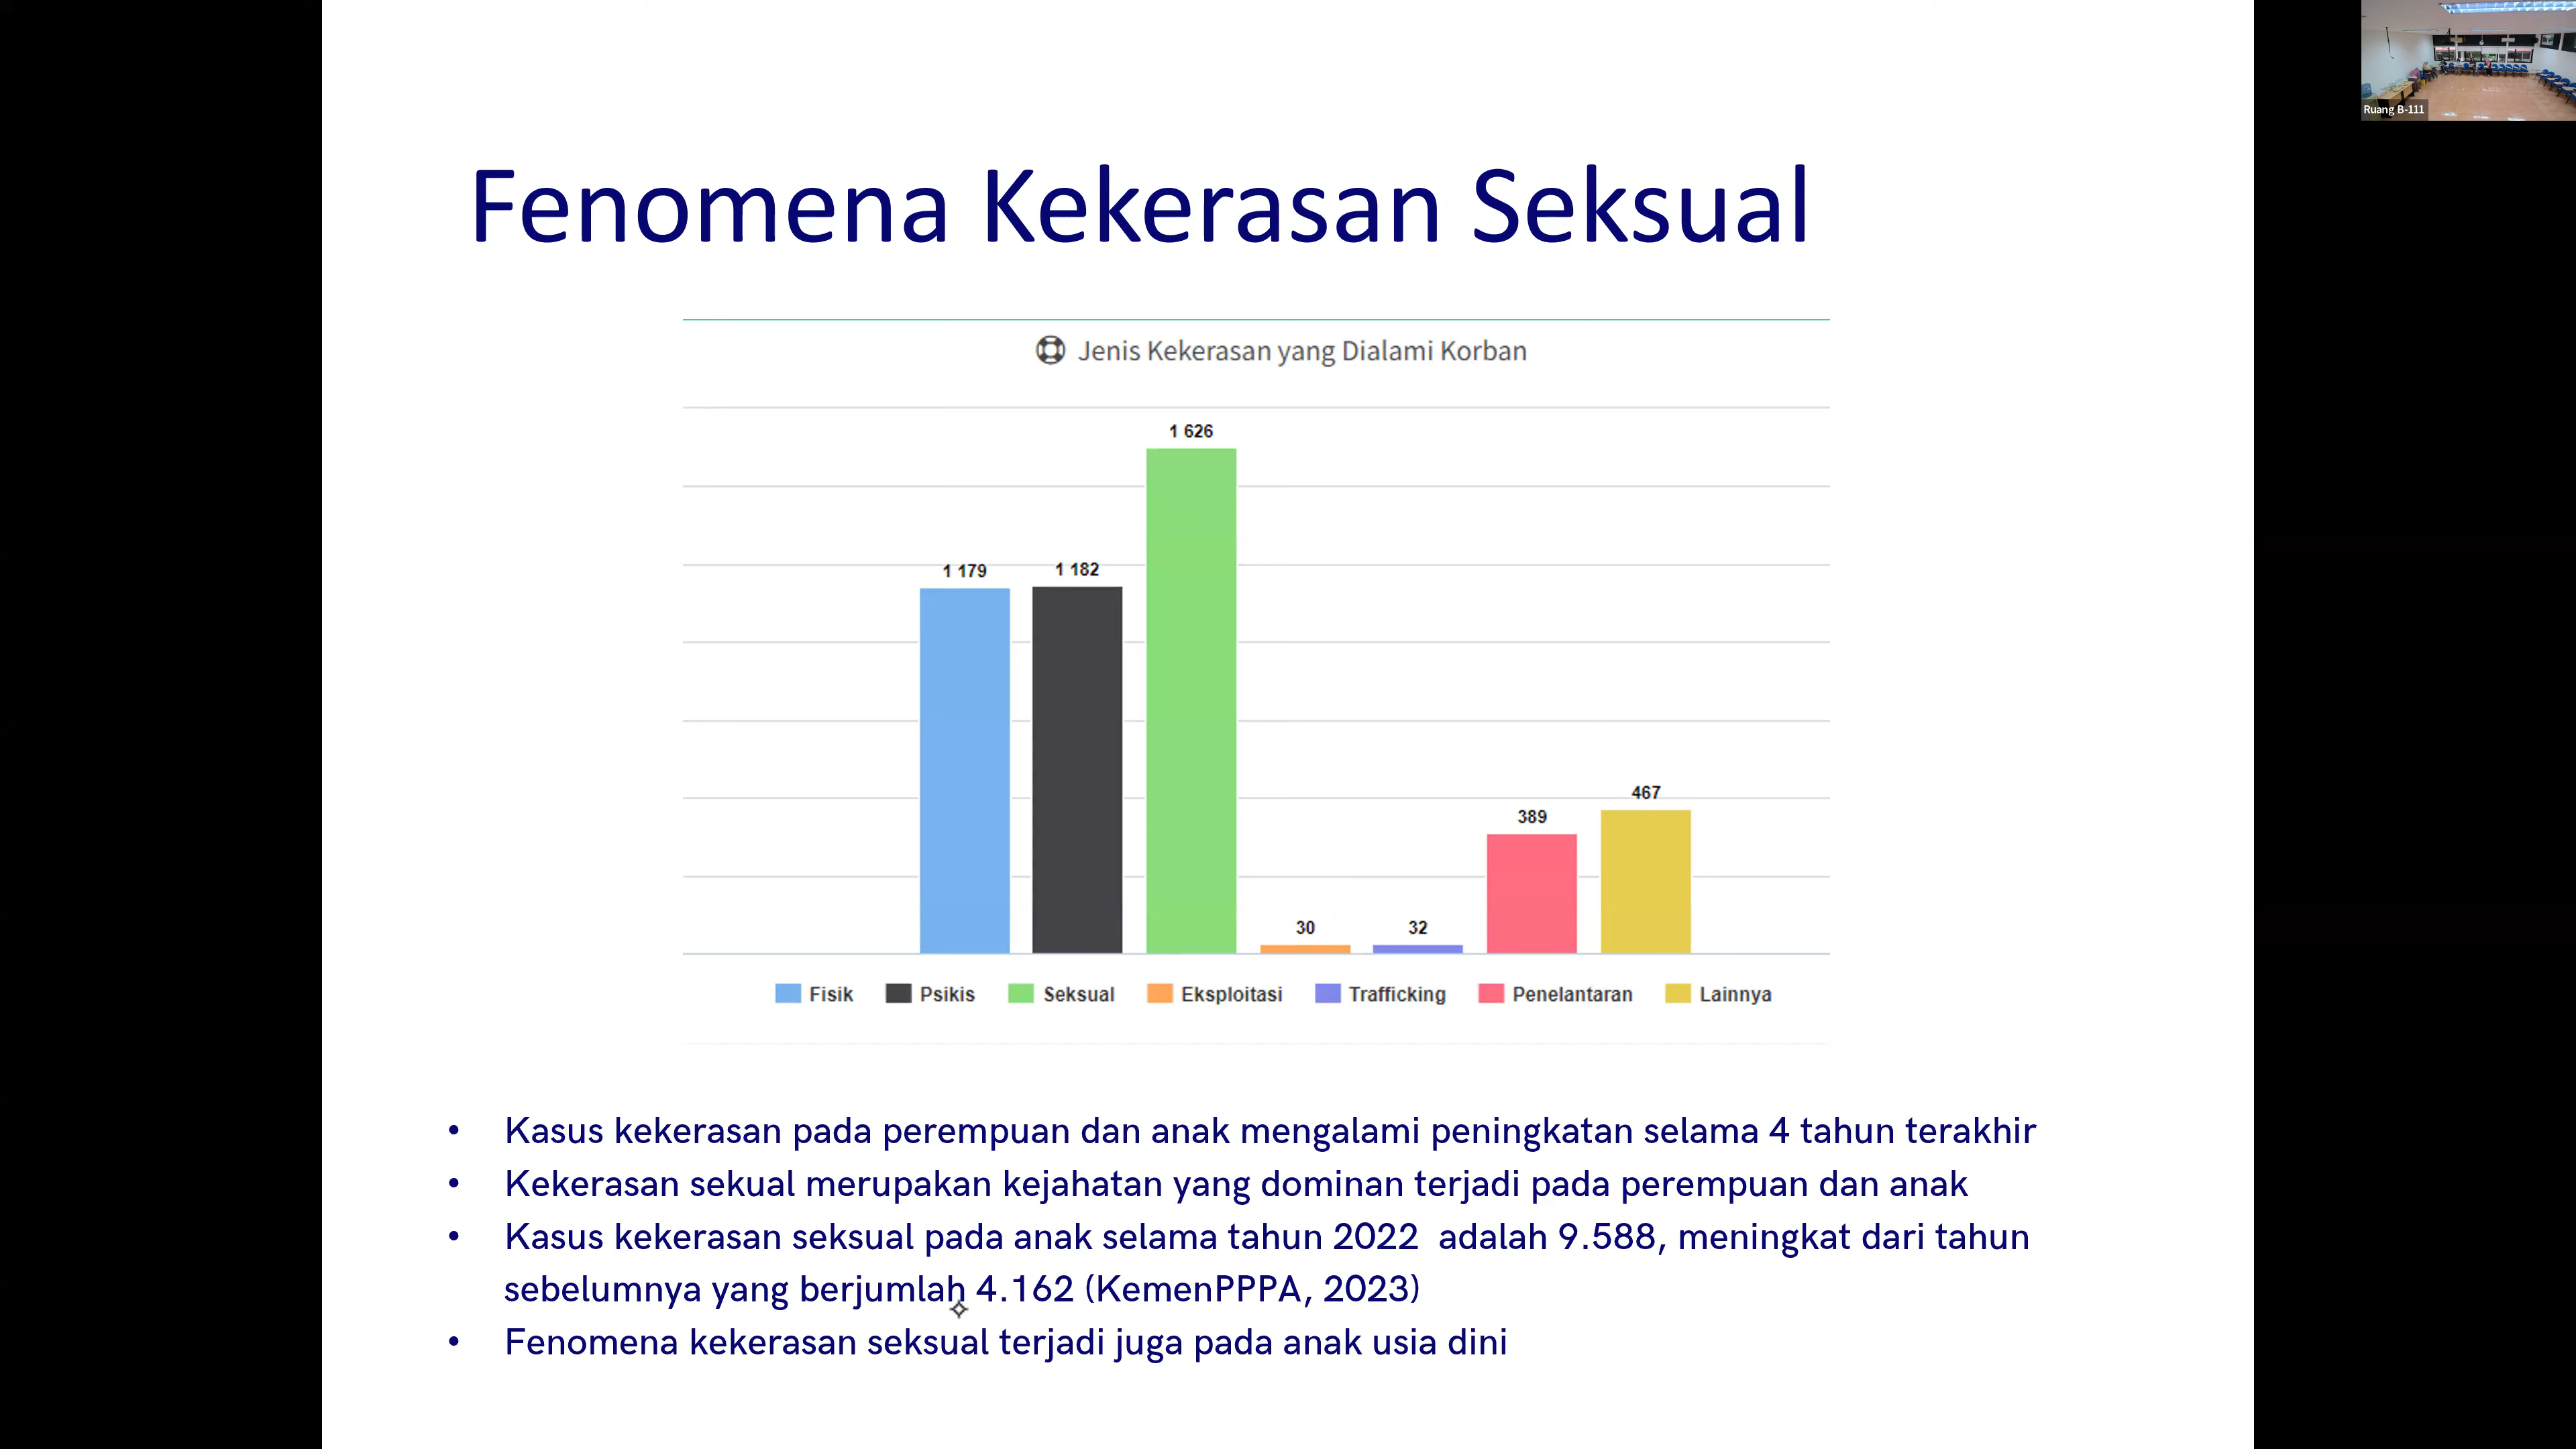 Ruang B-111
Fenomena Kekerasan Seksual
Jenis Kekerasan yang Dialami Korban
1 626
1 179
1 182
467
389
30
32
Fisik Psikis Seksual Eksploitasi Trafficking Penelantaran Lainnya
• Kasus kekerasan pada perempuan dan anak mengalami peningkatan selama 4 tahun terakhir
• Kekerasan sekual merupakan kejahatan yang dominan terjadi pada perempuan dan anak
• Kasus kekerasan seksual pada anak selama tahun 2022 adalah 9.588, meningkat dari tahun
sebelumnya yang berjumlah 4.162 (KemenPPPA, 2023)
• Fenomena kekerasan seksual terjadi juga pada anak usia dini